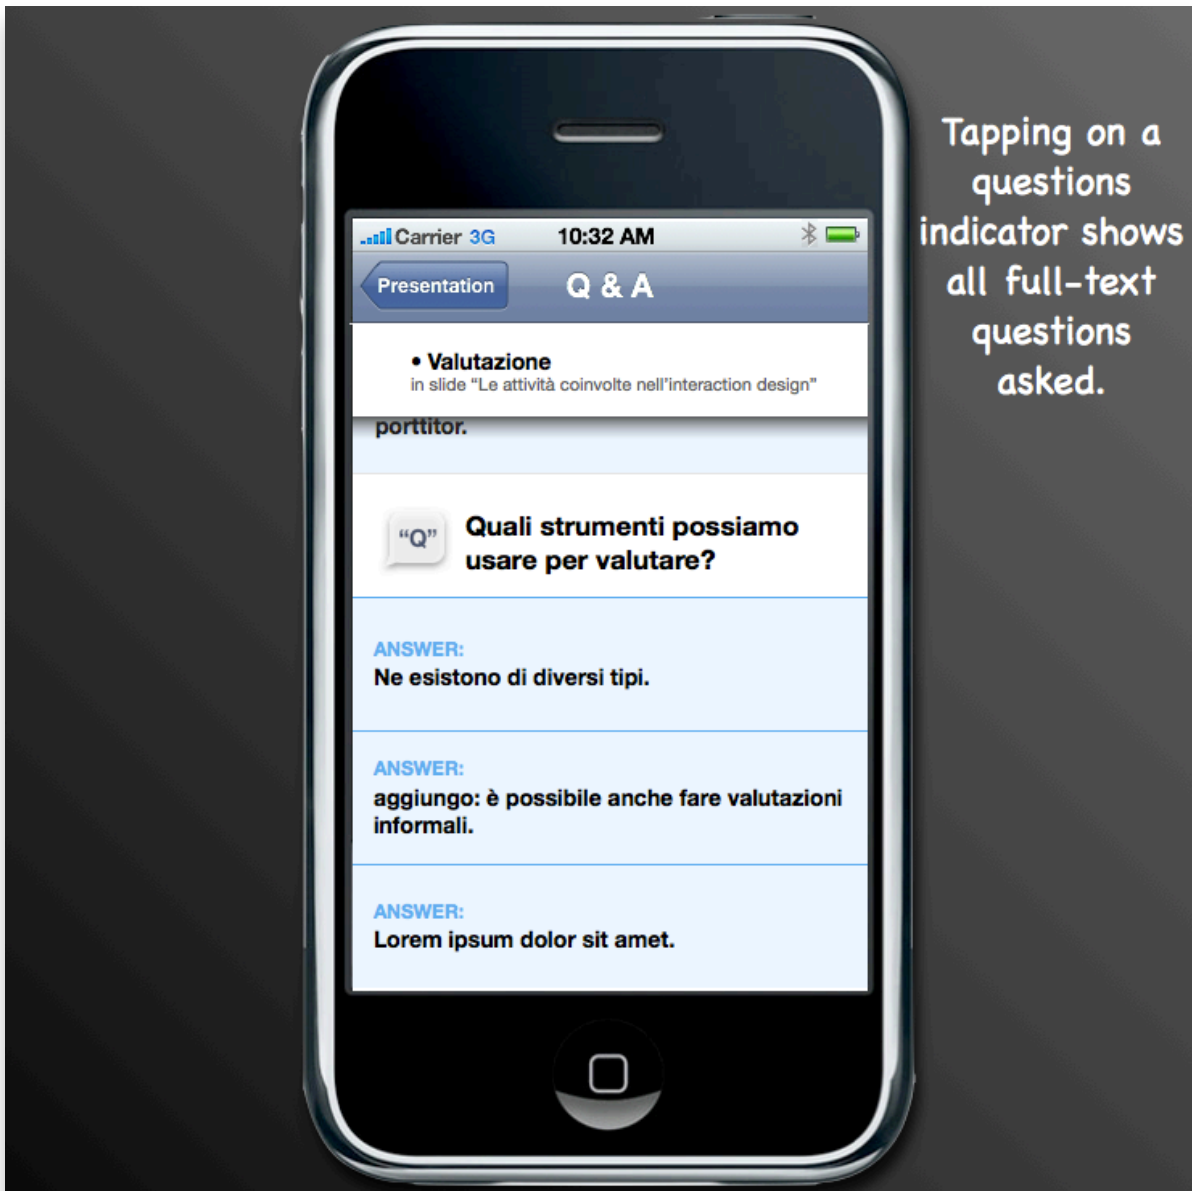 Carrier 3G 10:32 AM
Presentation Q & A
• Valutazione
in slide “Le attività coinvolte nell’interaction design”
porttitor.
“Q”
Quali strumenti possiamo
usare per valutare?
ANSWER:
Ne esistono di diversi tipi.
ANSWER:
aggiungo: è possibile anche fare valutazioni
informali.
ANSWER:
Lorem ipsum dolor sit amet.
Tapping on a
questions
indicator shows
all full-text
questions
asked.